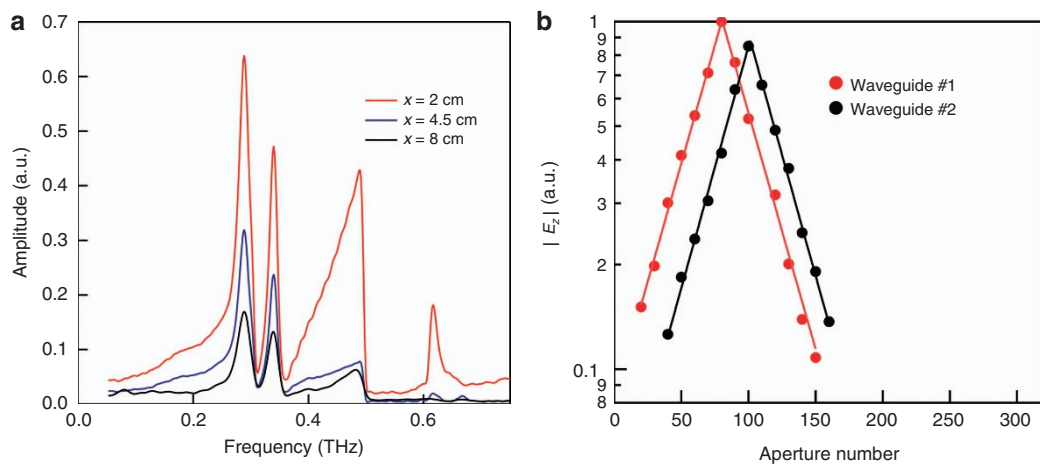 a
0.7
0.6
0.5
0.4
0.3
0.2
0.1
0.0
Amplitude (a.u.)
x = 2 cm
x = 4.5 cm
x = 8 cm
0.0
0.2
0.4
0.6
Frequency (THz)
b
1
9
8
7
6
5
4
3
2
0.1
9
8
| Ez | (a.u.)
Waveguide #1
Waveguide #2
0
50
100
150
200
250
300
Aperture number